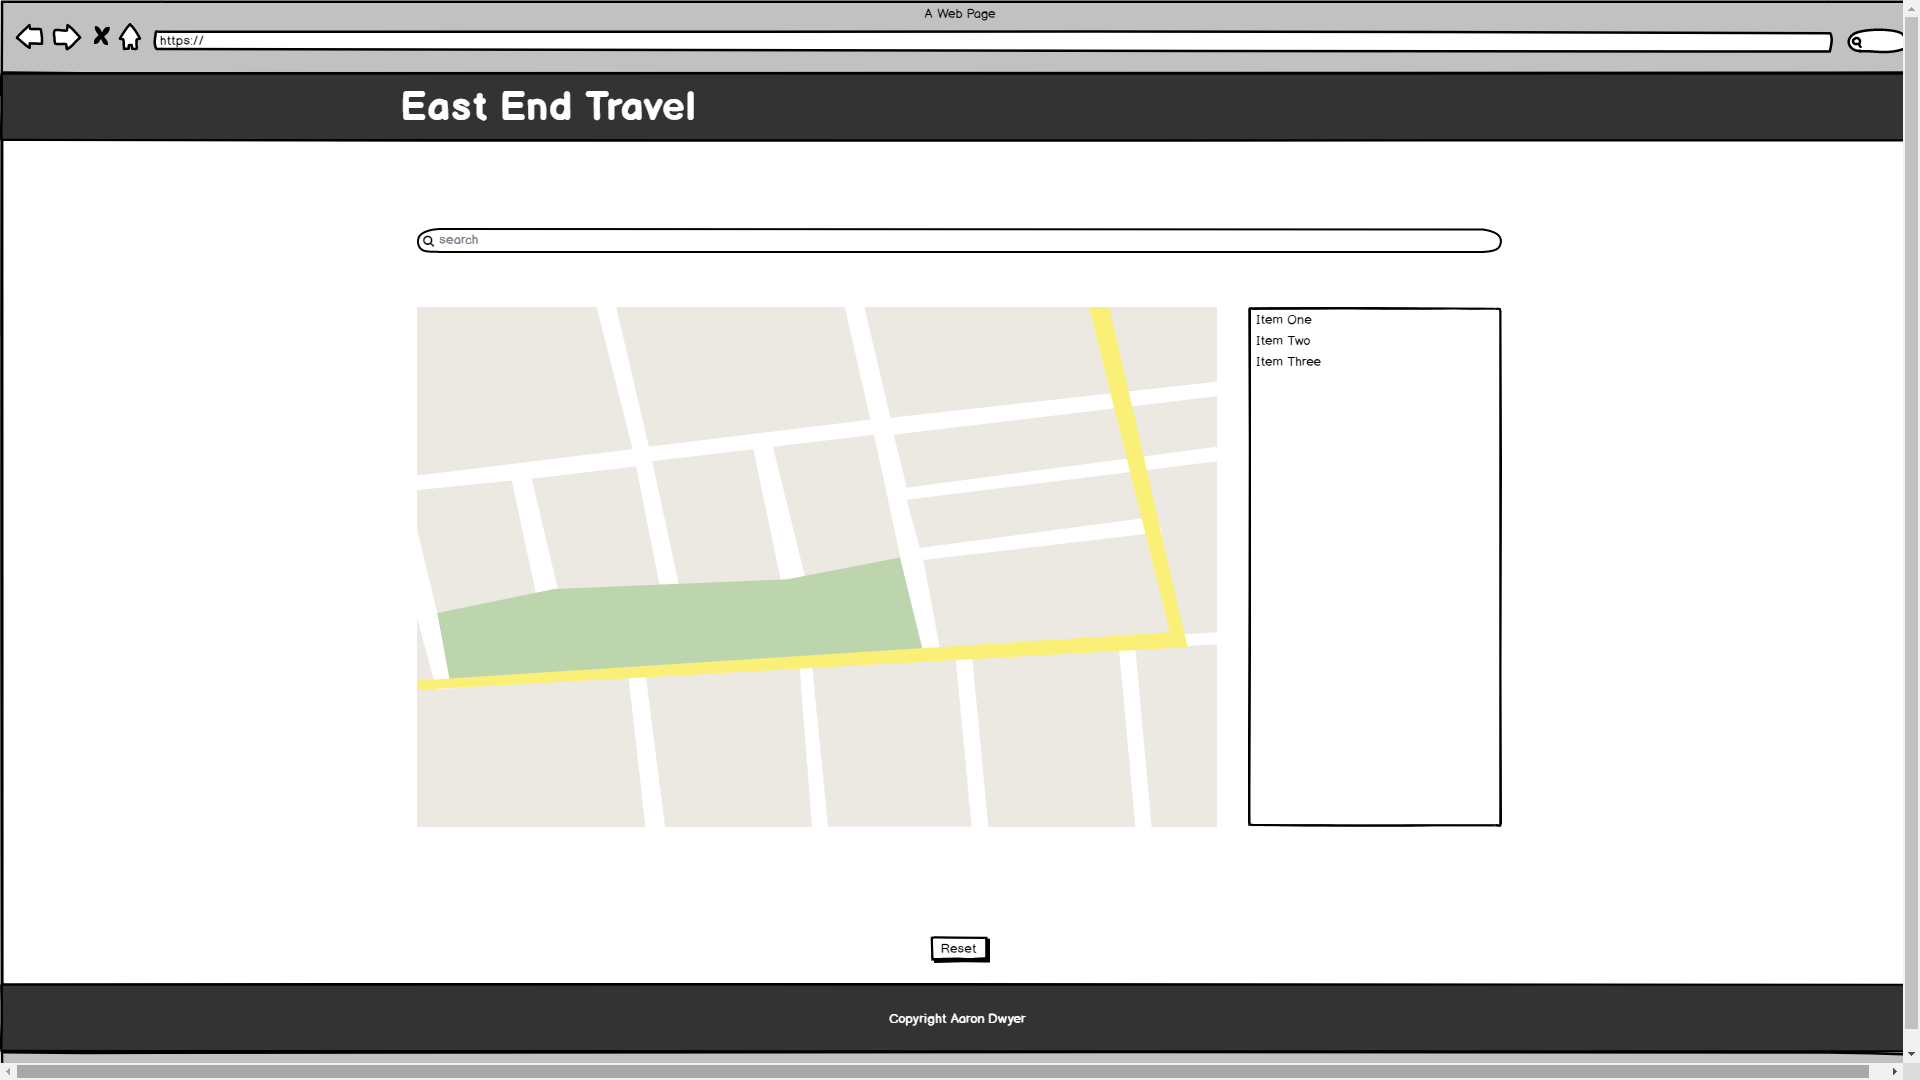 A Web Page
https://
East End Travel
search
Item One
Item Two
Item Three
Reset
Copyright Aaron Dwyer